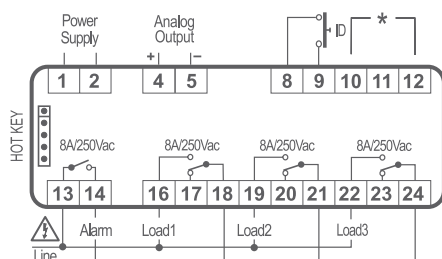 Power Supply
Analog Output
+ −
ID
*
1 2 4 5 8 9 10 11 12
HOT KEY
8A/250Vac 8A/250Vac 8A/250Vac 8A/250Vac
13 14 16 17 18 19 20 21 22 23 24
Alarm Load1 Load2 Load3
Line